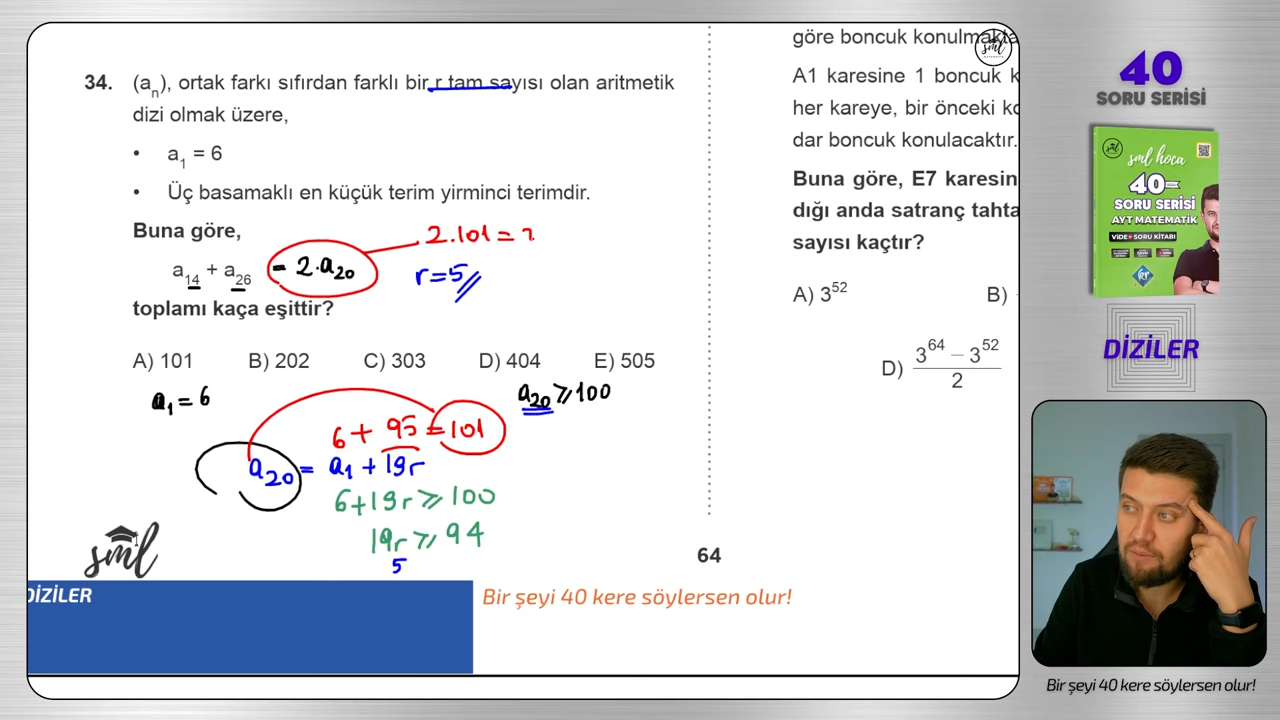 34. (aₙ), ortak farkı sıfırdan farklı bir r tam sayısı olan aritmetik
dizi olmak üzere,
• a₁ = 6
• Üç basamaklı en küçük terim yirminci terimdir.
Buna göre,
a₁₄ + a₂₆ = 2·a₂₀
2.101 = ?
r = 5
toplamı kaça eşittir?
A) 101 B) 202 C) 303 D) 404 E) 505
a₁ = 6
a₂₀ ⩾ 100
6 + 95 = 101
a₂₀ = a₁ + 19r
6 + 19r ⩾ 100
19r ⩾ 94
5
sml
64
DİZİLER
Bir şeyi 40 kere söylersen olur!
göre boncuk konulmakta
A1 karesine 1 boncuk k
her kareye, bir önceki ko
dar boncuk konulacaktır.
Buna göre, E7 karesin
dığı anda satranç tahta
sayısı kaçtır?
A) 3⁵² B)
D) (3⁶⁴ – 3⁵²) / 2
sml
40
SORU SERİSİ
sml hoca
40
SORU SERİSİ
AYT MATEMATİK
VİDEO SORU KİTABI
DİZİLER
Bir şeyi 40 kere söylersen olur!